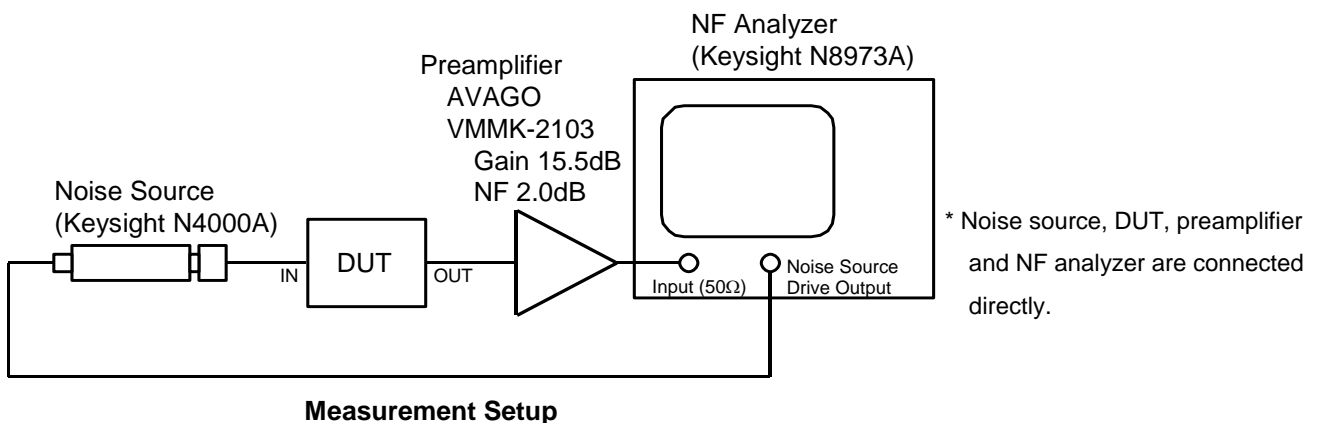 NF Analyzer
(Keysight N8973A)
Preamplifier
AVAGO
VMMK-2103
Gain 15.5dB
NF 2.0dB
Noise Source
(Keysight N4000A)
IN
DUT
OUT
Input (50Ω)
Noise Source
Drive Output
* Noise source, DUT, preamplifier
and NF analyzer are connected
directly.
Measurement Setup